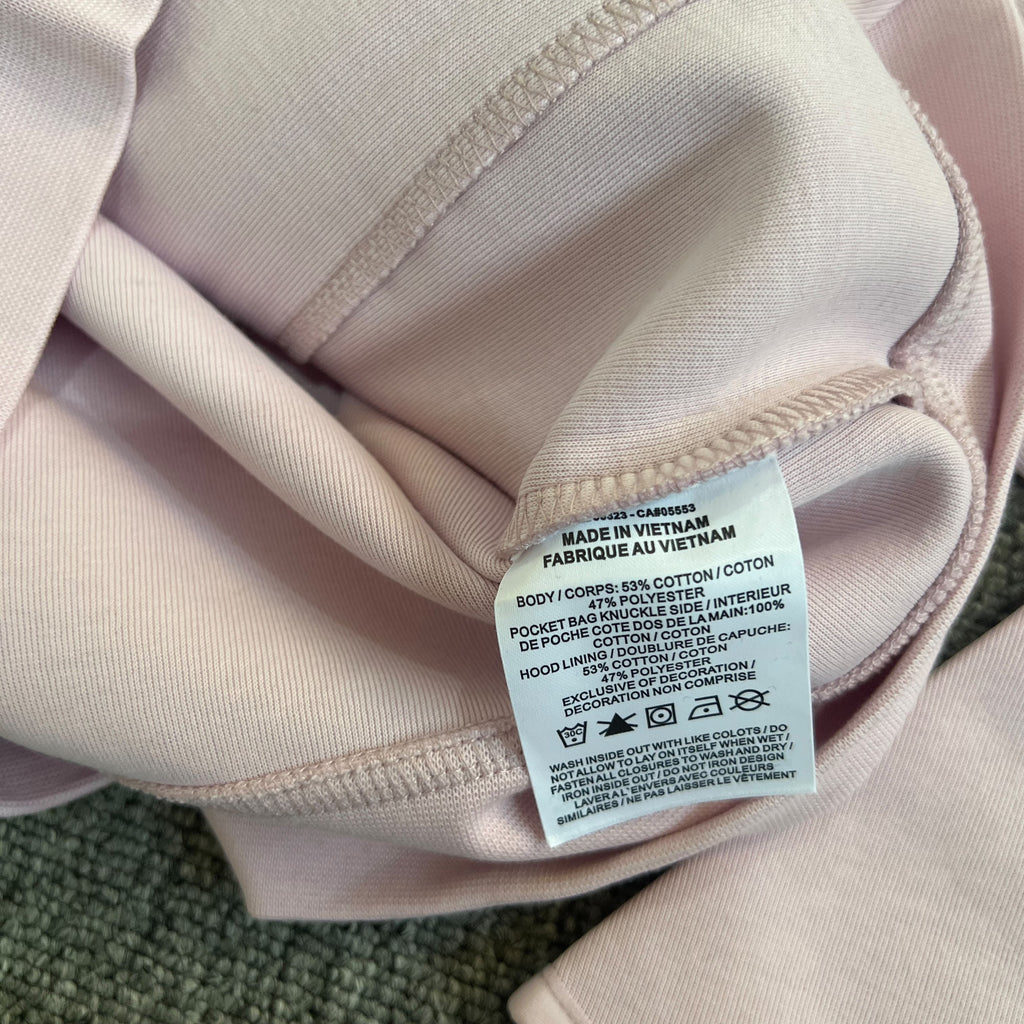 CA#05553
MADE IN VIETNAM
FABRIQUE AU VIETNAM
BODY / CORPS: 53% COTTON / COTON
47% POLYESTER
POCKET BAG KNUCKLE SIDE / INTERIEUR
DE POCHE COTE DOS DE LA MAIN:100%
COTTON / COTON
HOOD LINING / DOUBLURE DE CAPUCHE:
53% COTTON / COTON
47% POLYESTER
EXCLUSIVE OF DECORATION /
DECORATION NON COMPRISE
30C
WASH INSIDE OUT WITH LIKE COLOTS / DO
NOT ALLOW TO LAY ON ITSELF WHEN WET /
FASTEN ALL CLOSURES TO WASH AND DRY /
IRON INSIDE OUT / DO NOT IRON DESIGN
LAVER A L`ENVERS AVEC COULEURS
SIMILAIRES / NE PAS LAISSER LE VÊTEMENT